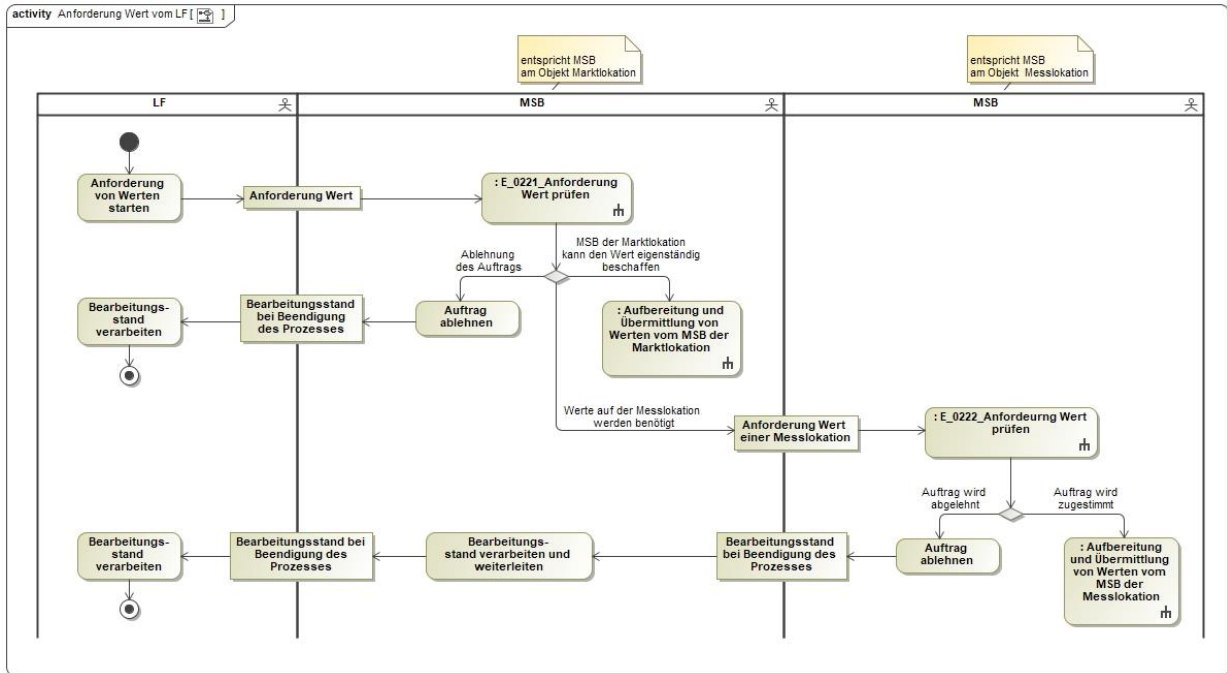 activity Anforderung Wert vom LF [ ]
entspricht MSB
am Objekt Marktlokation
entspricht MSB
am Objekt Messlokation
LF
MSB
MSB
Anforderung
von Werten
starten
Anforderung Wert
: E_0221_Anforderung
Wert prüfen
Ablehnung
des Auftrags
MSB der Marktlokation
kann den Wert eigenständig
beschaffen
Bearbeitungs-
stand
verarbeiten
Bearbeitungsstand
bei Beendigung
des Prozesses
Auftrag
ablehnen
: Aufbereitung und
Übermittlung von
Werten vom MSB der
Marktlokation
Werte auf der Messlokation
werden benötigt
Anforderung Wert
einer Messlokation
: E_0222_Anfordeurng Wert
prüfen
Auftrag wird
abgelehnt
Auftrag wird
zugestimmt
Bearbeitungs-
stand
verarbeiten
Bearbeitungsstand bei
Beendigung des
Prozesses
Bearbeitungs-
stand verarbeiten und
weiterleiten
Bearbeitungsstand
bei Beendigung des
Prozesses
Auftrag
ablehnen
: Aufbereitung
und Übermittlung
von Werten vom
MSB der
Messlokation